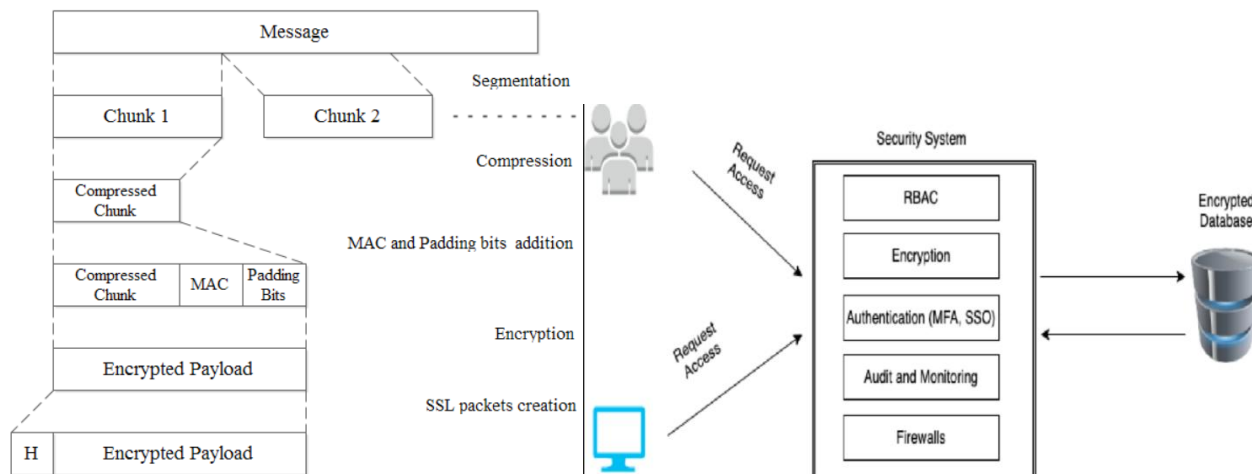 Message
Segmentation
Chunk 1
Chunk 2
Compression
Compressed
Chunk
MAC and Padding bits addition
Compressed
Chunk
MAC
Padding
Bits
Encryption
Encrypted Payload
SSL packets creation
H
Encrypted Payload
Request
Access
Request
Access
Security System
RBAC
Encryption
Authentication (MFA, SSO)
Audit and Monitoring
Firewalls
Encrypted
Database